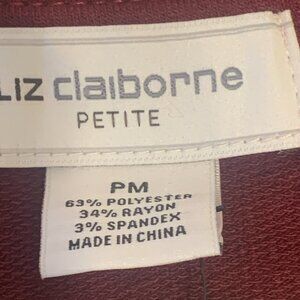 Liz claiborne
PETITE
PM
63% POLYESTER
34% RAYON
3% SPANDEX
MADE IN CHINA